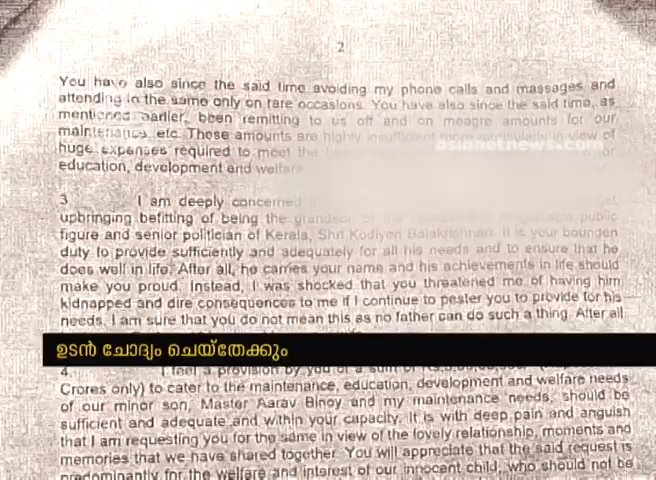 asianetnews.com
2
You have also since the said time avoiding my phone calls and massages and
attending to the same only on rare occasions. You have also since the said time, as
mentioned earlier, been remitting to us off and on meagre amounts for our
maintenance, etc. These amounts are highly insufficient more particularly in view of
huge expenses required to meet the
education, development and welfare
3 I am deeply concerned
upbringing befitting of being the grandson of public
figure and senior politician of Kerala, Shri Kodiyeri Balakrishnan. It is your bounden
duty to provide sufficiently and adequately for all his needs and to ensure that he
does well in life. After all, he carries your name and his achievements in life should
make you proud. Instead, I was shocked that you threatened me of having him
kidnapped and dire consequences to me if I continue to pester you to provide for his
needs. I am sure that you do not mean this as no father can do such a thing. After all
ഉടൻ ചോദ്യം ചെയ്തേക്കും
4. I feel a provision by you of a sum of
Crores only) to cater to the maintenance, education, development and welfare needs
of our minor son, Master Aarav Binoy and my maintenance needs, should be
sufficient and adequate and within your capacity. It is with deep pain and anguish
that I am requesting you for the same in view of the lovely relationship, moments and
memories that we have shared together. You will appreciate that the said request is
predominantly for the welfare and interest of our innocent child, who should not be